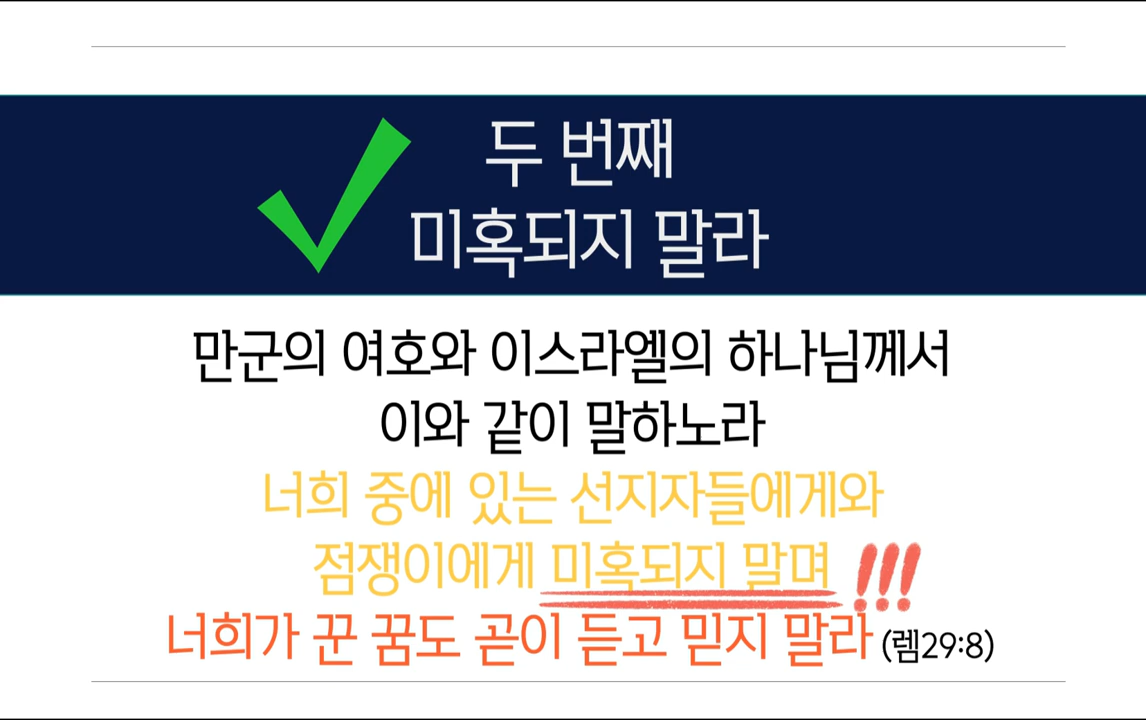 두 번째
미혹되지 말라
만군의 여호와 이스라엘의 하나님께서
이와 같이 말하노라
너희 중에 있는 선지자들에게와
점쟁이에게 미혹되지 말며 !!!
너희가 꾼 꿈도 곧이 듣고 믿지 말라 (렘29:8)